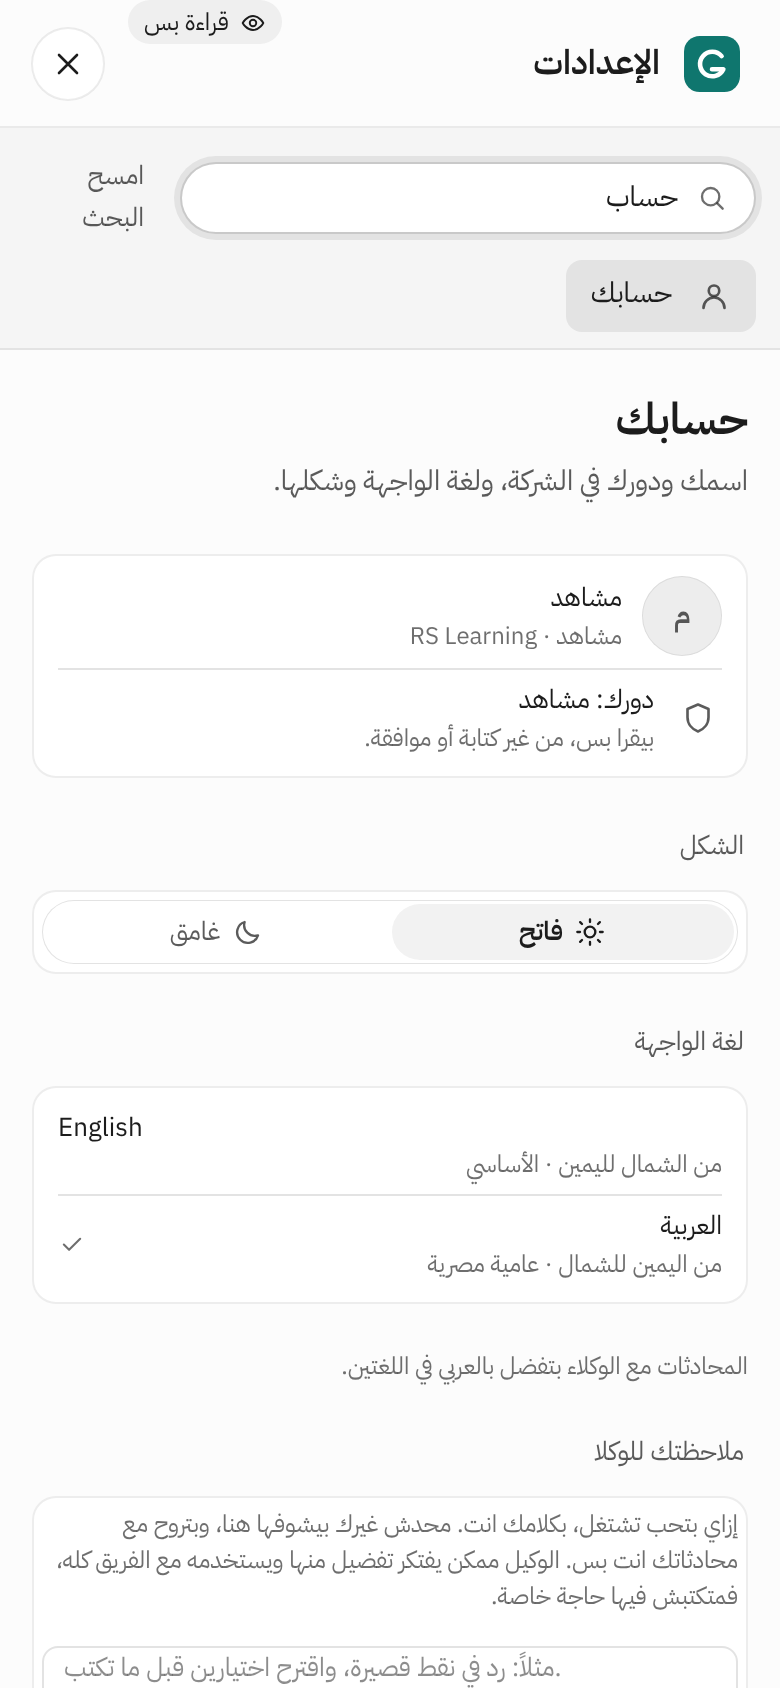 قراءة بس
الإعدادات
حساب
امسح
البحث
حسابك
حسابك
اسمك ودورك في الشركة، ولغة الواجهة وشكلها.
م
مشاهد
مشاهد · RS Learning
دورك: مشاهد
بيقرا بس، من غير كتابة أو موافقة.
الشكل
فاتح
غامق
لغة الواجهة
English
من الشمال لليمين · الأساسي
العربية
من اليمين للشمال · عامية مصرية
المحادثات مع الوكلاء بتفضل بالعربي في اللغتين.
ملاحظتك للوكلا
إزاي بتحب تشتغل، بكلامك انت. محدش غيرك بيشوفها هنا، وبتروح مع
محادثاتك انت بس. الوكيل ممكن يفتكر تفضيل منها ويستخدمه مع الفريق كله،
فمتكتبش فيها حاجة خاصة.
مثلاً: رد في نقط قصيرة، واقترح اختيارين قبل ما تكتب.